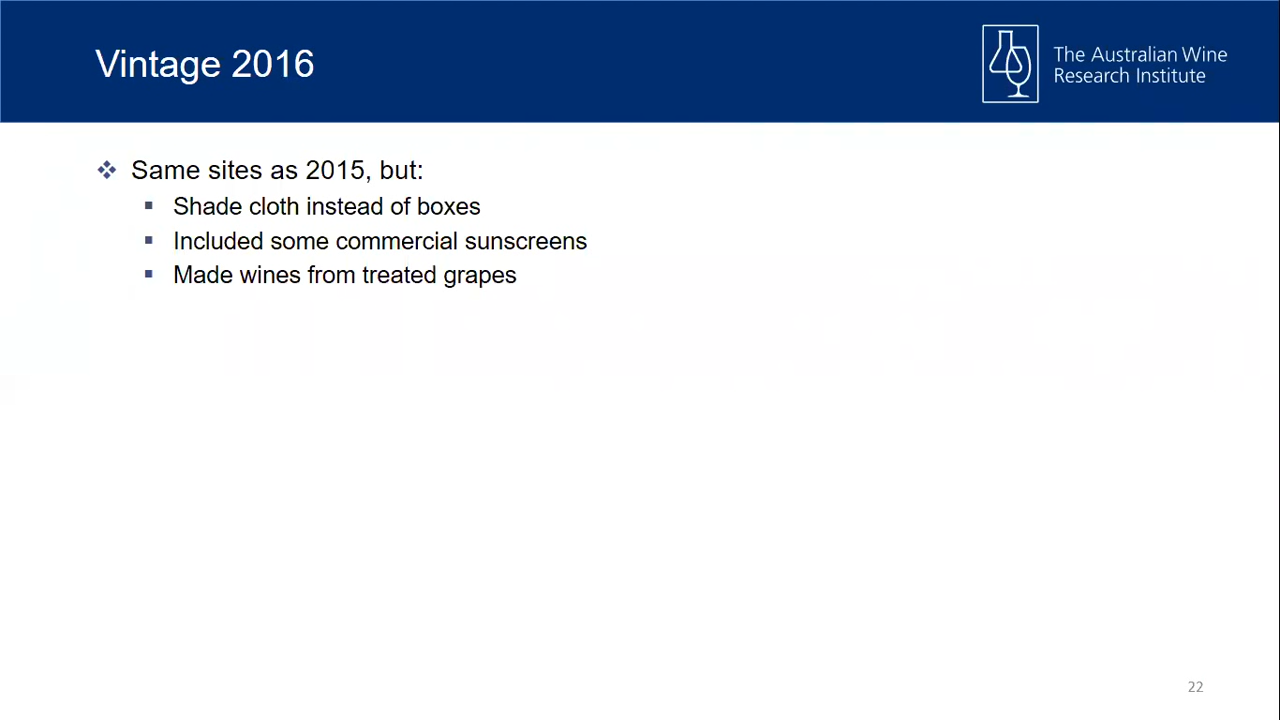 Vintage 2016
The Australian Wine
Research Institute
Same sites as 2015, but:
Shade cloth instead of boxes
Included some commercial sunscreens
Made wines from treated grapes
22